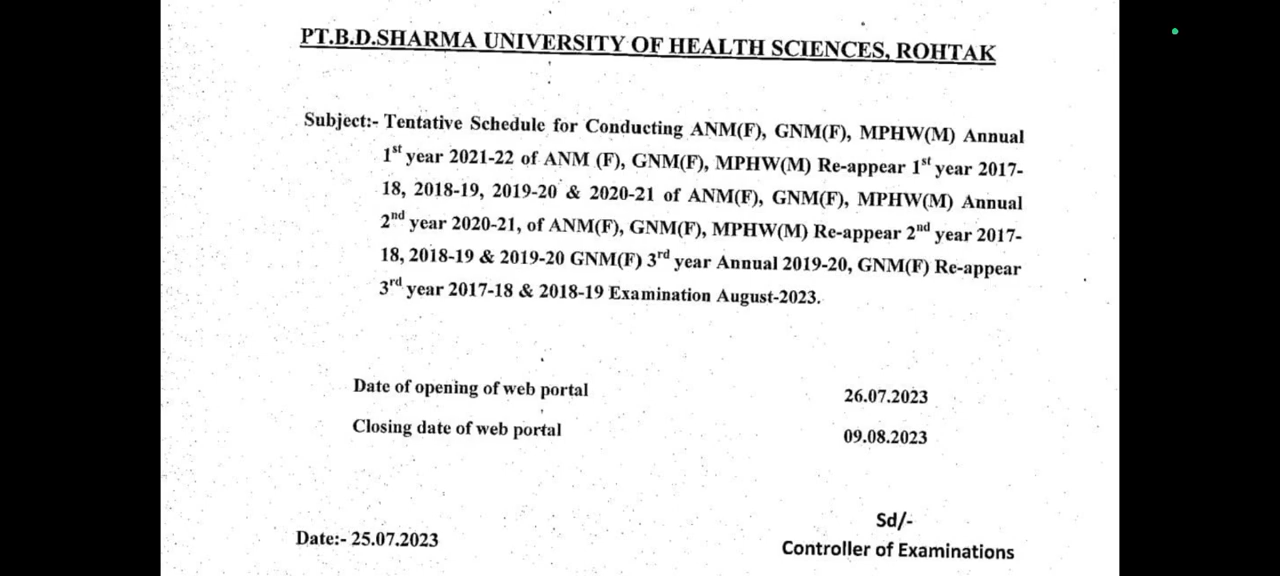 PT.B.D.SHARMA UNIVERSITY OF HEALTH SCIENCES, ROHTAK
Subject:- Tentative Schedule for Conducting ANM(F), GNM(F), MPHW(M) Annual
1st year 2021-22 of ANM (F), GNM(F), MPHW(M) Re-appear 1st year 2017-
18, 2018-19, 2019-20 & 2020-21 of ANM(F), GNM(F), MPHW(M) Annual
2nd year 2020-21, of ANM(F), GNM(F), MPHW(M) Re-appear 2nd year 2017-
18, 2018-19 & 2019-20 GNM(F) 3rd year Annual 2019-20, GNM(F) Re-appear
3rd year 2017-18 & 2018-19 Examination August-2023.
Date of opening of web portal 26.07.2023
Closing date of web portal 09.08.2023
Sd/-
Date:- 25.07.2023
Controller of Examinations